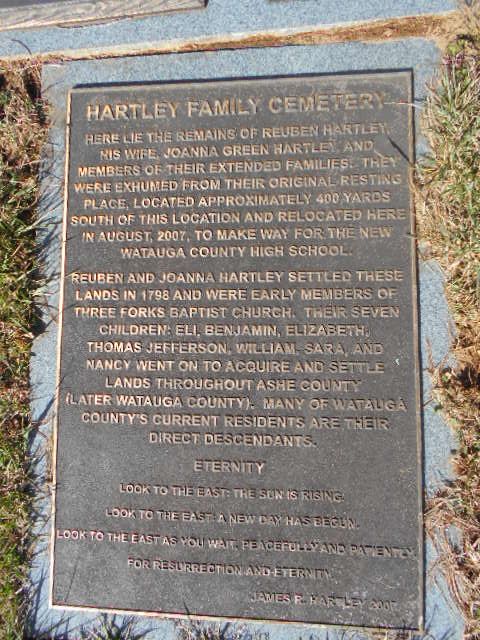 HARTLEY FAMILY CEMETERY
HERE LIE THE REMAINS OF REUBEN HARTLEY,
HIS WIFE, JOANNA GREEN HARTLEY, AND
MEMBERS OF THEIR EXTENDED FAMILIES. THEY
WERE EXHUMED FROM THEIR ORIGINAL RESTING
PLACE, LOCATED APPROXIMATELY 400 YARDS
SOUTH OF THIS LOCATION AND RELOCATED HERE
IN AUGUST, 2007, TO MAKE WAY FOR THE NEW
WATAUGA COUNTY HIGH SCHOOL.
REUBEN AND JOANNA HARTLEY SETTLED THESE
LANDS IN 1798 AND WERE EARLY MEMBERS OF
THREE FORKS BAPTIST CHURCH. THEIR SEVEN
CHILDREN: ELI, BENJAMIN, ELIZABETH,
THOMAS JEFFERSON, WILLIAM, SARA, AND
NANCY WENT ON TO ACQUIRE AND SETTLE
LANDS THROUGHOUT ASHE COUNTY
(LATER WATAUGA COUNTY). MANY OF WATAUGA
COUNTY'S CURRENT RESIDENTS ARE THEIR
DIRECT DESCENDANTS.
ETERNITY
LOOK TO THE EAST: THE SUN IS RISING.
LOOK TO THE EAST: A NEW DAY HAS BEGUN.
LOOK TO THE EAST AS YOU WAIT, PEACEFULLY AND PATIENTLY,
FOR RESURRECTION AND ETERNITY.
JAMES R. HARTLEY 2007